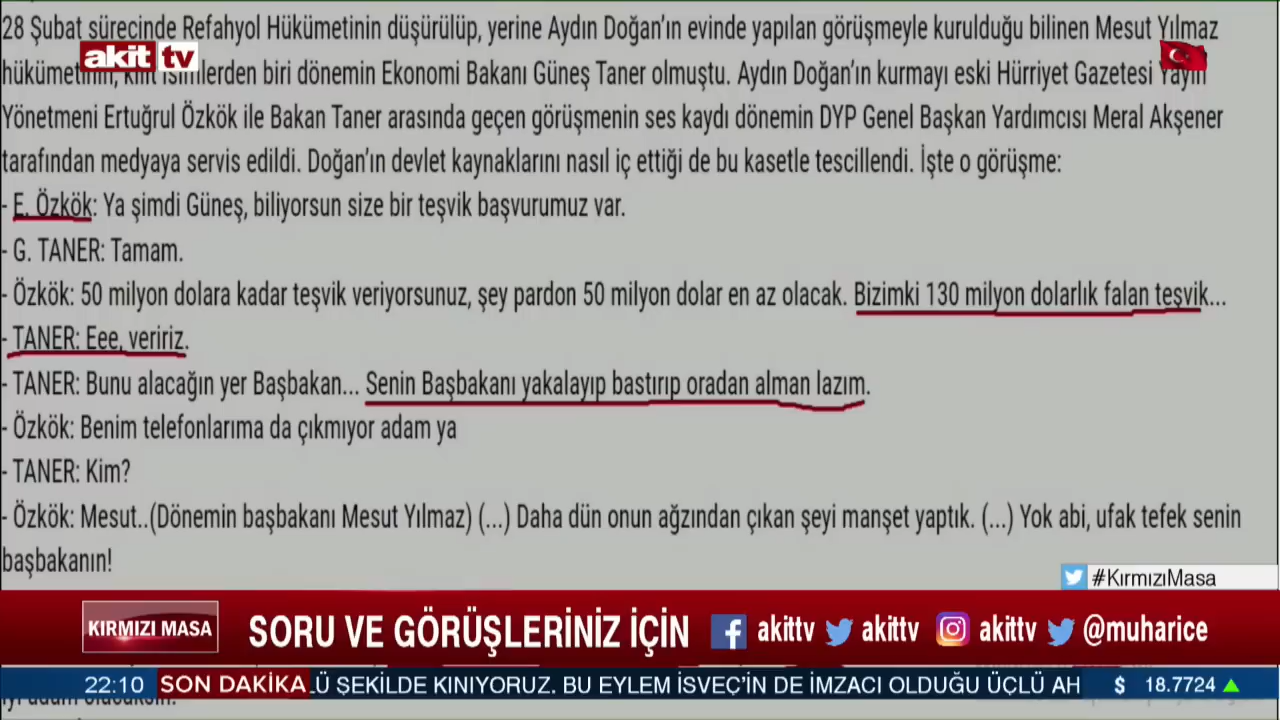 28 Şubat sürecinde Refahyol Hükümetinin düşürülüp, yerine Aydın Doğan'ın evinde yapılan görüşmeyle kurulduğu bilinen Mesut Yılmaz
akit tv
isimlerden biri dönemin Ekonomi Bakanı Güneş Taner olmuştu. Aydın Doğan'ın kurmayı eski Hürriyet Gazetesi Yayın
Yönetmeni Ertuğrul Özkök ile Bakan Taner arasında geçen görüşmenin ses kaydı dönemin DYP Genel Başkan Yardımcısı Meral Akşener
tarafından medyaya servis edildi. Doğan'ın devlet kaynaklarını nasıl iç ettiği de bu kasetle tescillendi. İşte o görüşme:
- E. Özkök: Ya şimdi Güneş, biliyorsun size bir teşvik başvurumuz var.
- G. TANER: Tamam.
- Özkök: 50 milyon dolara kadar teşvik veriyorsunuz, şey pardon 50 milyon dolar en az olacak. Bizimki 130 milyon dolarlık falan teşvik...
- TANER: Eee, veririz.
- TANER: Bunu alacağın yer Başbakan... Senin Başbakanı yakalayıp bastırıp oradan alman lazım.
- Özkök: Benim telefonlarıma da çıkmıyor adam ya
- TANER: Kim?
- Özkök: Mesut..(Dönemin başbakanı Mesut Yılmaz) (...) Daha dün onun ağzından çıkan şeyi manşet yaptık. (...) Yok abi, ufak tefek senin
başbakanın!
#KırmızıMasa
KIRMIZI MASA SORU VE GÖRÜŞLERİNİZ İÇİN akittv akittv akittv @muharice
22:10 SON DAKİKA LÜ ŞEKİLDE KINIYORUZ. BU EYLEM İSVEÇ'İN DE İMZACI OLDUĞU ÜÇLÜ AH $ 18.7724